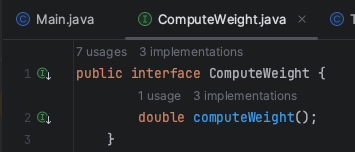 Main.java ComputeWeight.java
7 usages 3 implementations
1 public interface ComputeWeight {
1 usage 3 implementations
2 double computeWeight();
3 }